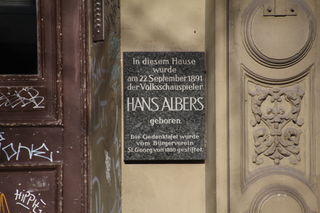 In diesem Hause
wurde
am 22. September 1891
der Volksschauspieler
HANS ALBERS
geboren
Die Gedenktafel wurde
vom Bürgerverein
St. Georg von 1880 gestiftet